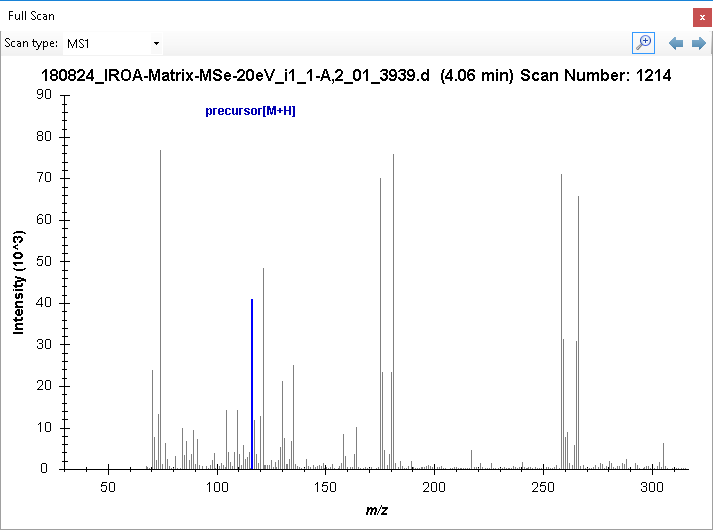 Full Scan
x
Scan type: MS1
180824_IROA-Matrix-MSe-20eV_i1_1-A,2_01_3939.d (4.06 min) Scan Number: 1214
precursor[M+H]
Intensity (10^3)
90
80
70
60
50
40
30
20
10
0
50 100 150 200 250 300
m/z